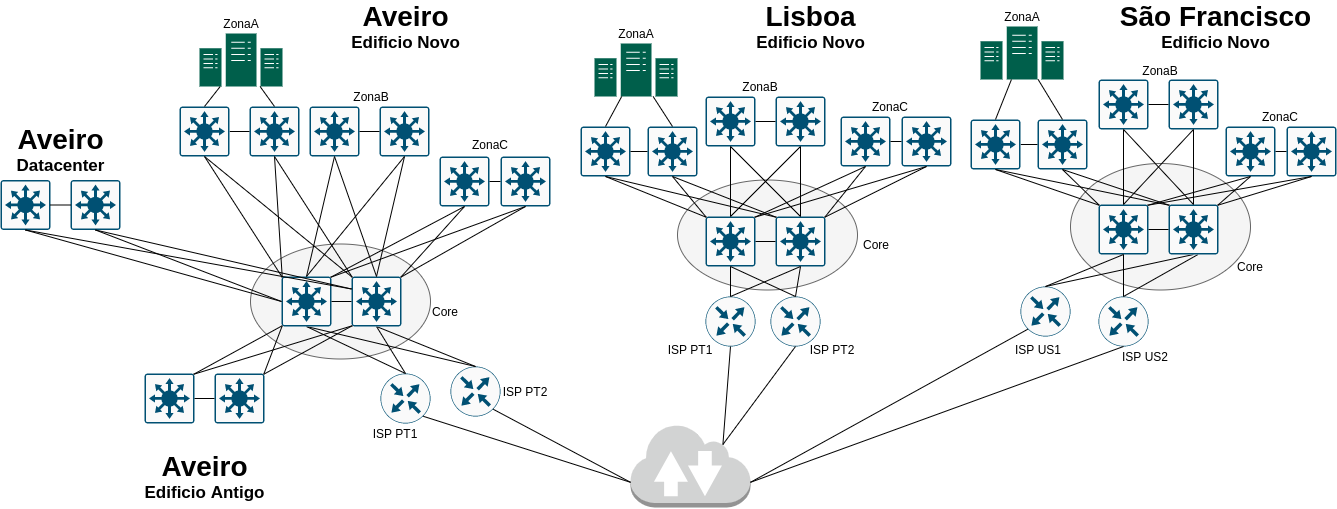 Aveiro
Edificio Novo
ZonaA
ZonaB
ZonaC
Aveiro
Datacenter
Core
ISP PT1
ISP PT2
Aveiro
Edificio Antigo
Lisboa
Edificio Novo
ZonaA
ZonaB
ZonaC
Core
ISP PT1
ISP PT2
São Francisco
Edificio Novo
ZonaA
ZonaB
ZonaC
Core
ISP US1
ISP US2